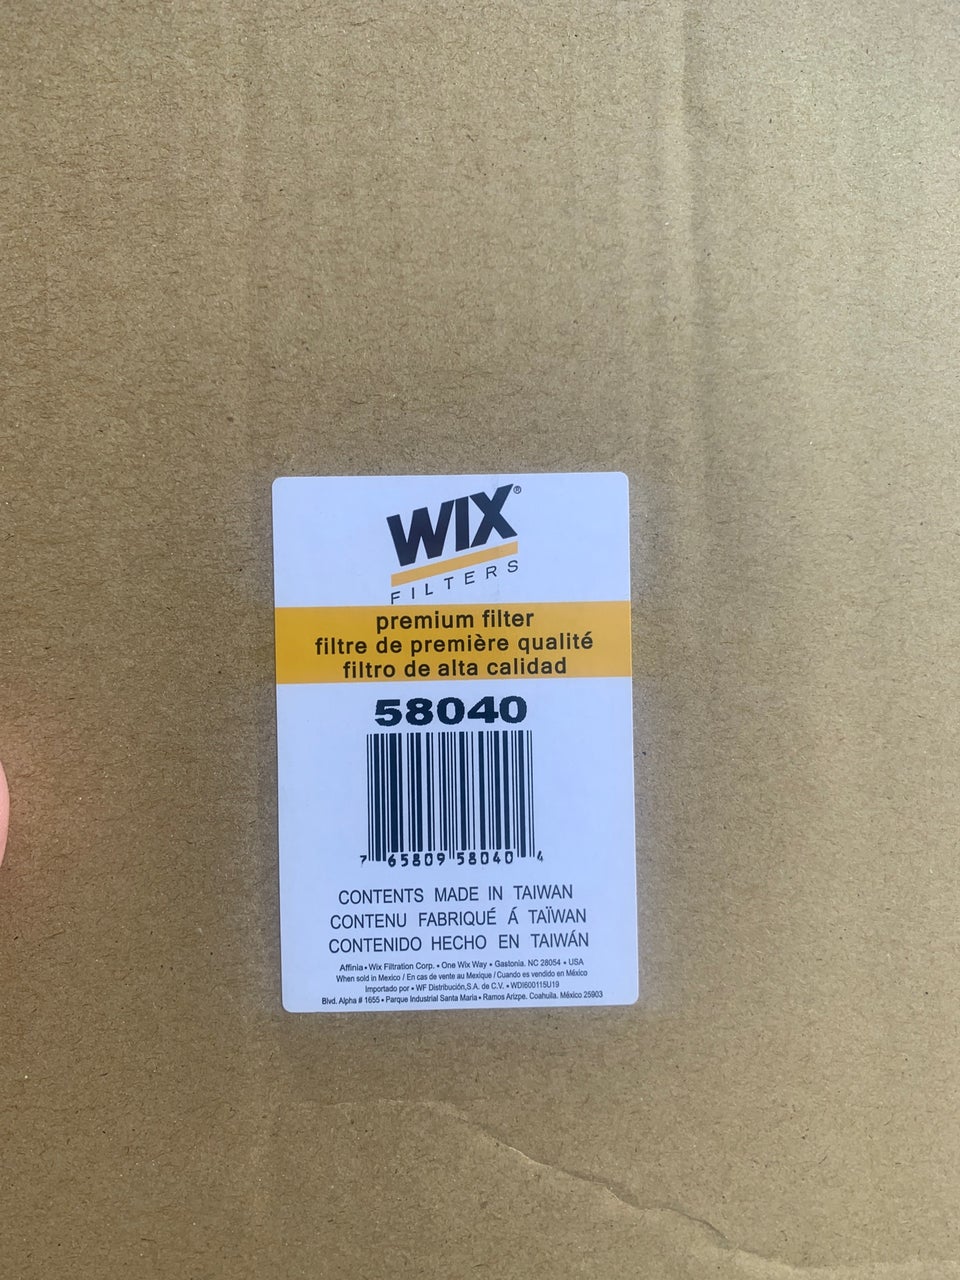 WIX®
FILTERS
premium filter
filtre de première qualité
filtro de alta calidad
58040
7 65809 58040 4
CONTENTS MADE IN TAIWAN
CONTENU FABRIQUÉ Á TAÏWAN
CONTENIDO HECHO EN TAIWÁN
Affinia • Wix Filtration Corp. • One Wix Way • Gastonia, NC 28054 • USA
When sold in Mexico / En cas de vente au Mexique / Cuando es vendido en México
Importado por • WF Distribución,S.A. de C.V. • WDI600115U19
Blvd. Alpha # 1655 • Parque Industrial Santa Maria • Ramos Arizpe. Coahuila. México 25903